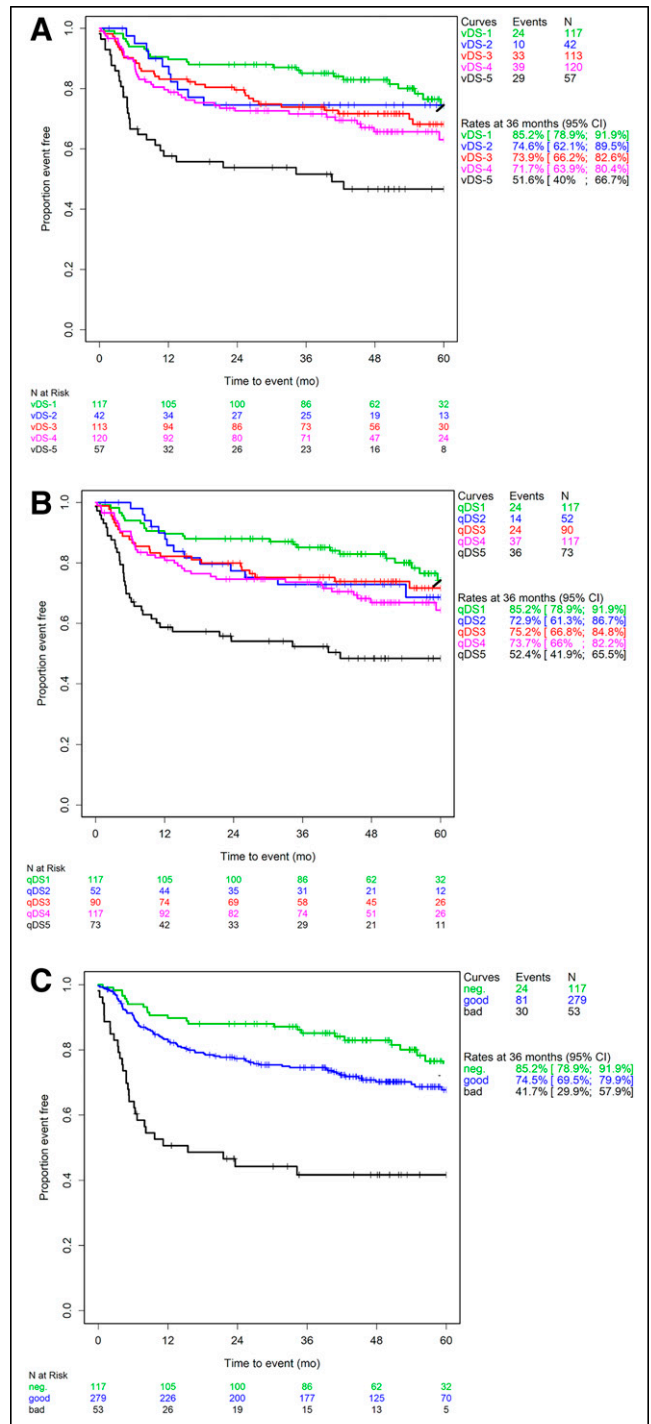 A
Proportion event free
1.0
0.8
0.6
0.4
0.2
0.0
0 12 24 36 48 60
Time to event (mo)
Curves Events N
vDS-1 24 117
vDS-2 10 42
vDS-3 33 113
vDS-4 39 120
vDS-5 29 57
Rates at 36 months (95% CI)
vDS-1 85.2% [ 78.9%; 91.9%]
vDS-2 74.6% [ 62.1%; 89.5%]
vDS-3 73.9% [ 66.2%; 82.6%]
vDS-4 71.7% [ 63.9%; 80.4%]
vDS-5 51.6% [ 40% ; 66.7%]
N at Risk
vDS-1 117 105 100 86 62 32
vDS-2 42 34 27 25 19 13
vDS-3 113 94 86 73 56 30
vDS-4 120 92 80 71 47 24
vDS-5 57 32 26 23 16 8
B
Proportion event free
1.0
0.8
0.6
0.4
0.2
0.0
0 12 24 36 48 60
Time to event (mo)
Curves Events N
qDS1 24 117
qDS2 14 52
qDS3 24 90
qDS4 37 117
qDS5 36 73
Rates at 36 months (95% CI)
qDS1 85.2% [ 78.9%; 91.9%]
qDS2 72.9% [ 61.3%; 86.7%]
qDS3 75.2% [ 66.8%; 84.8%]
qDS4 73.7% [ 66% ; 82.2%]
qDS5 52.4% [ 41.9%; 65.5%]
N at Risk
qDS1 117 105 100 86 62 32
qDS2 52 44 35 31 21 12
qDS3 90 74 69 58 45 26
qDS4 117 92 82 74 51 26
qDS5 73 42 33 29 21 11
C
Proportion event free
1.0
0.8
0.6
0.4
0.2
0.0
0 12 24 36 48 60
Time to event (mo)
Curves Events N
neg. 24 117
good 81 279
bad 30 53
Rates at 36 months (95% CI)
neg. 85.2% [ 78.9%; 91.9%]
good 74.5% [ 69.5%; 79.9%]
bad 41.7% [ 29.9%; 57.9%]
N at Risk
neg. 117 105 100 86 62 32
good 279 226 200 177 125 70
bad 53 26 19 15 13 5